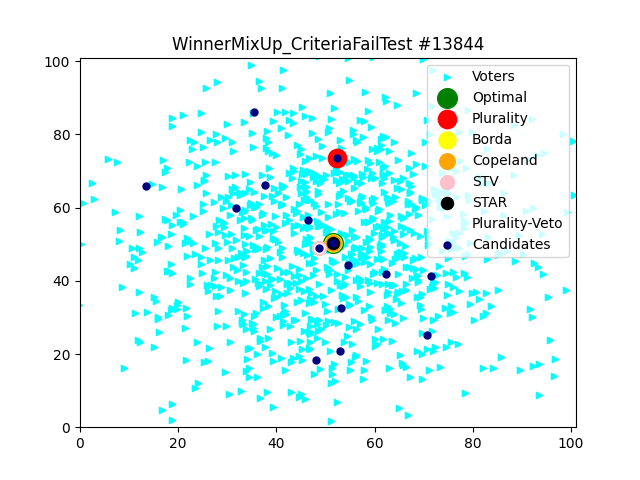 WinnerMixUp_CriteriaFailTest #13844
100
80
60
40
20
0
0
20
40
60
80
100
Voters
Optimal
Plurality
Borda
Copeland
STV
STAR
Plurality-Veto
Candidates